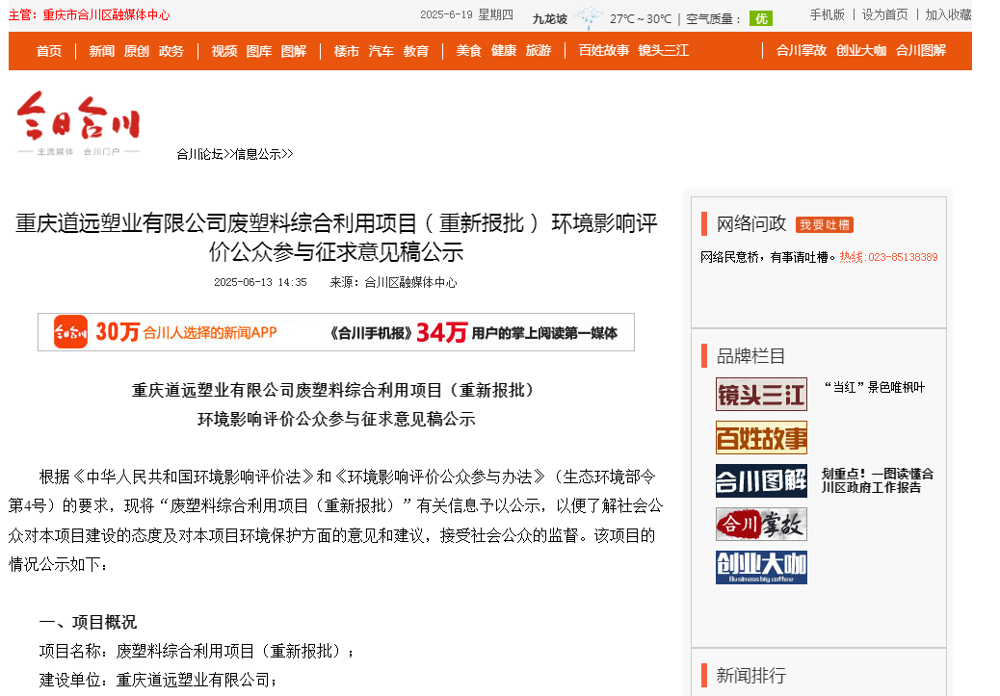 主管：重庆市合川区融媒体中心
2025-6-19 星期四 九龙坡 27℃～30℃ | 空气质量： 优
手机版 | 设为首页 | 加入收藏
首页 | 新闻 原创 政务 | 视频 图库 图解 | 楼市 汽车 教育 | 美食 健康 旅游 | 百姓故事 镜头三江 | 合川掌故 创业大咖 合川图解
今日合川
主流媒体 合川门户
合川论坛>>信息公示>>
重庆道远塑业有限公司废塑料综合利用项目（重新报批） 环境影响评
价公众参与征求意见稿公示
2025-06-13 14:35 来源：合川区融媒体中心
今日合川 30万 合川人选择的新闻APP 《合川手机报》34万 用户的掌上阅读第一媒体
重庆道远塑业有限公司废塑料综合利用项目（重新报批）
环境影响评价公众参与征求意见稿公示
根据《中华人民共和国环境影响评价法》和《环境影响评价公众参与办法》（生态环境部令
第4号）的要求，现将“废塑料综合利用项目（重新报批）”有关信息予以公示，以便了解社会公
众对本项目建设的态度及对本项目环境保护方面的意见和建议，接受社会公众的监督。该项目的
情况公示如下：
一、项目概况
项目名称：废塑料综合利用项目（重新报批）；
建设单位：重庆道远塑业有限公司；
网络问政 我要吐槽
网络民意桥，有事请吐槽。热线:023-85138389
品牌栏目
镜头三江
“当红”景色唯枫叶
百姓故事
合川图解
划重点！一图读懂合
川区政府工作报告
合川掌故
创业大咖
Business big coffee
新闻排行